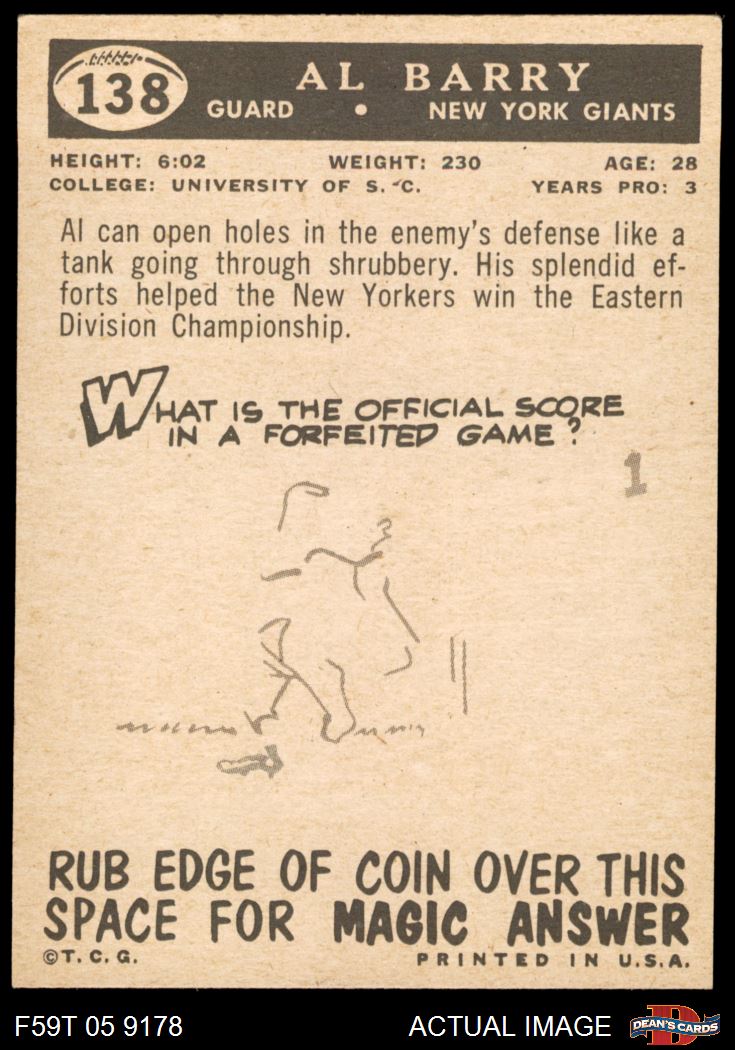 138
AL BARRY
GUARD • NEW YORK GIANTS
HEIGHT: 6:02 WEIGHT: 230 AGE: 28
COLLEGE: UNIVERSITY OF S. C. YEARS PRO: 3
Al can open holes in the enemy's defense like a
tank going through shrubbery. His splendid ef-
forts helped the New Yorkers win the Eastern
Division Championship.
WHAT IS THE OFFICIAL SCORE
IN A FORFEITED GAME?
1
RUB EDGE OF COIN OVER THIS
SPACE FOR MAGIC ANSWER
©T. C. G. PRINTED IN U.S.A.
F59T 05 9178 ACTUAL IMAGE D DEAN'S CARDS